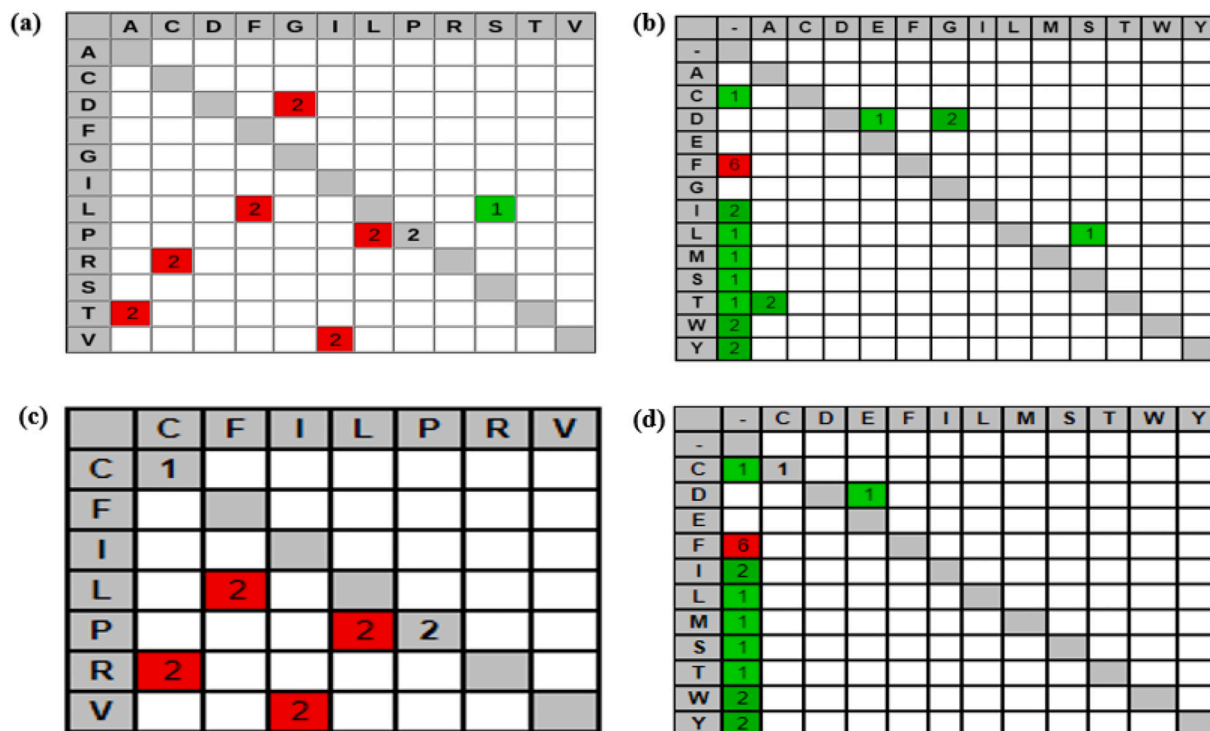 (a)
A C D F G I L P R S T V
A
C
D 2
F
G
I
L 2 1
P 2 2
R 2
S
T 2
V 2
(b)
- A C D E F G I L M S T W Y
-
A
C 1
D 1 2
E
F 6
G
I 2
L 1 1
M 1
S 1
T 1 2
W 2
Y 2
(c)
C F I L P R V
C 1
F
I
L 2
P 2 2
R 2
V 2
(d)
- C D E F I L M S T W Y
-
C 1 1
D 1
E
F 6
I 2
L 1
M 1
S 1
T 1
W 2
Y 2